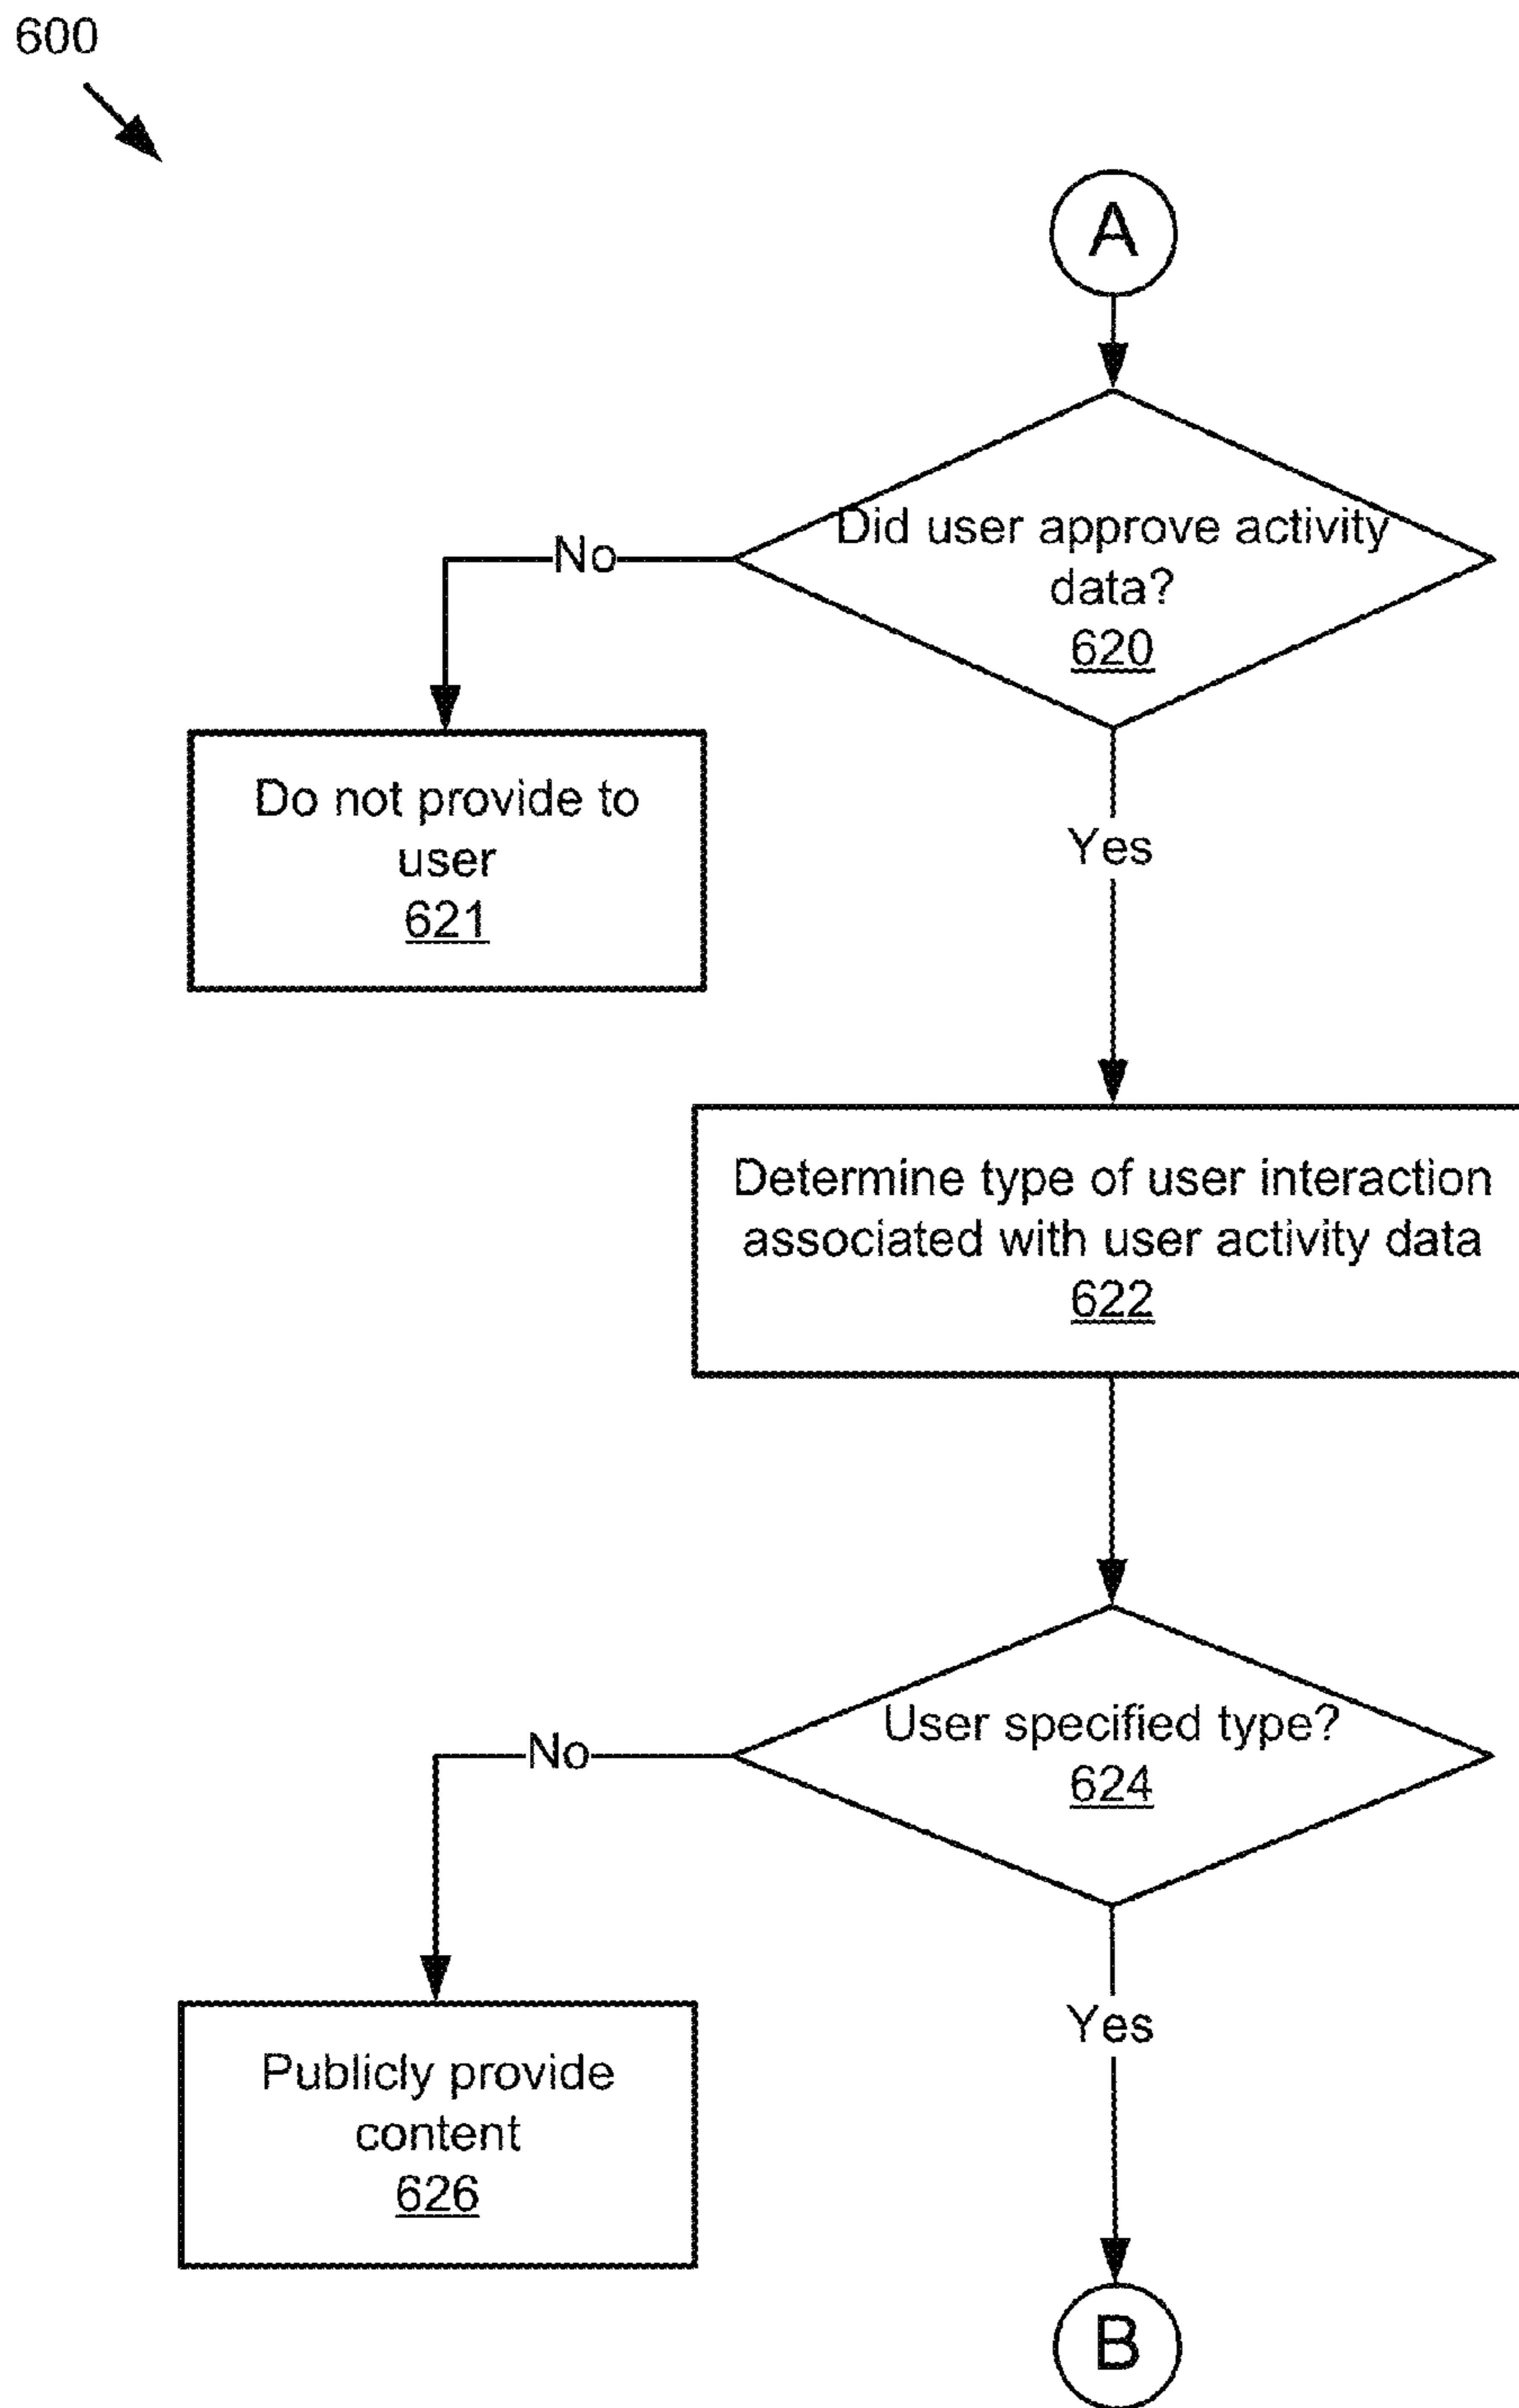 600
A
Did user approve activity
data?
620
No
Do not provide to
user
621
Yes
Determine type of user interaction
associated with user activity data
622
User specified type?
624
No
Yes
Publicly provide
content
626
B